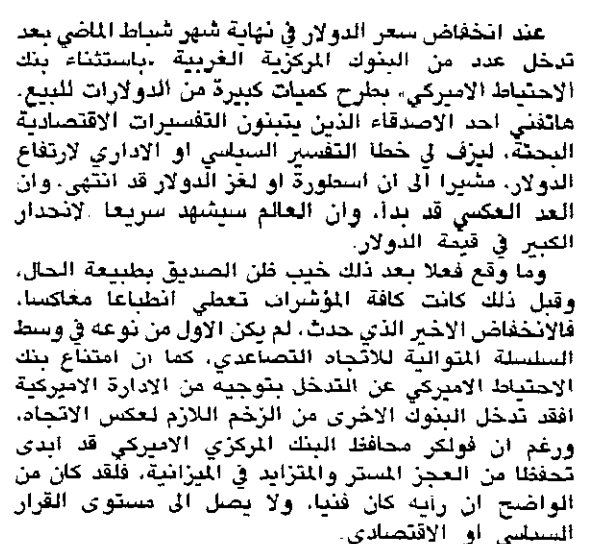 عند انخفاض سعر الدولار في نهاية شهر شباط الماضي بعد
تدخل عدد من البنوك المركزية الغربية «باستثناء بنك
الاحتياط الاميركي» بطرح كميات كبيرة من الدولارات للبيع.
هاتفني احد الاصدقاء الذين يتبنون التفسيرات الاقتصادية
البحتة، ليزف لي خطأ التفسير السياسي او الاداري لارتفاع
الدولار. مشيرا الى ان اسطورة او لغز الدولار قد انتهى. وان
العد العكسي قد بدأ، وان العالم سيشهد سريعا لانحدار
الكبير في قيمة الدولار.
وما وقع فعلا بعد ذلك خيب ظن الصديق بطبيعة الحال،
وقبل ذلك كانت كافة المؤشرات تعطي انطباعا معاكسا.
فالانخفاض الاخير الذي حدث، لم يكن الاول من نوعه في وسط
السلسلة المتوالية للاتجاه التصاعدي، كما ان امتناع بنك
الاحتياط الاميركي عن التدخل بتوجيه من الادارة الاميركية
افقد تدخل البنوك الاخرى من الزخم اللازم لعكس الاتجاه.
ورغم ان فولكر محافظ البنك المركزي الاميركي قد ابدى
تحفظا من العجز المستر والمتزايد في الميزانية، فلقد كان من
الواضح ان رأيه كان فنيا، ولا يصل الى مستوى القرار
السياسي او الاقتصادي.